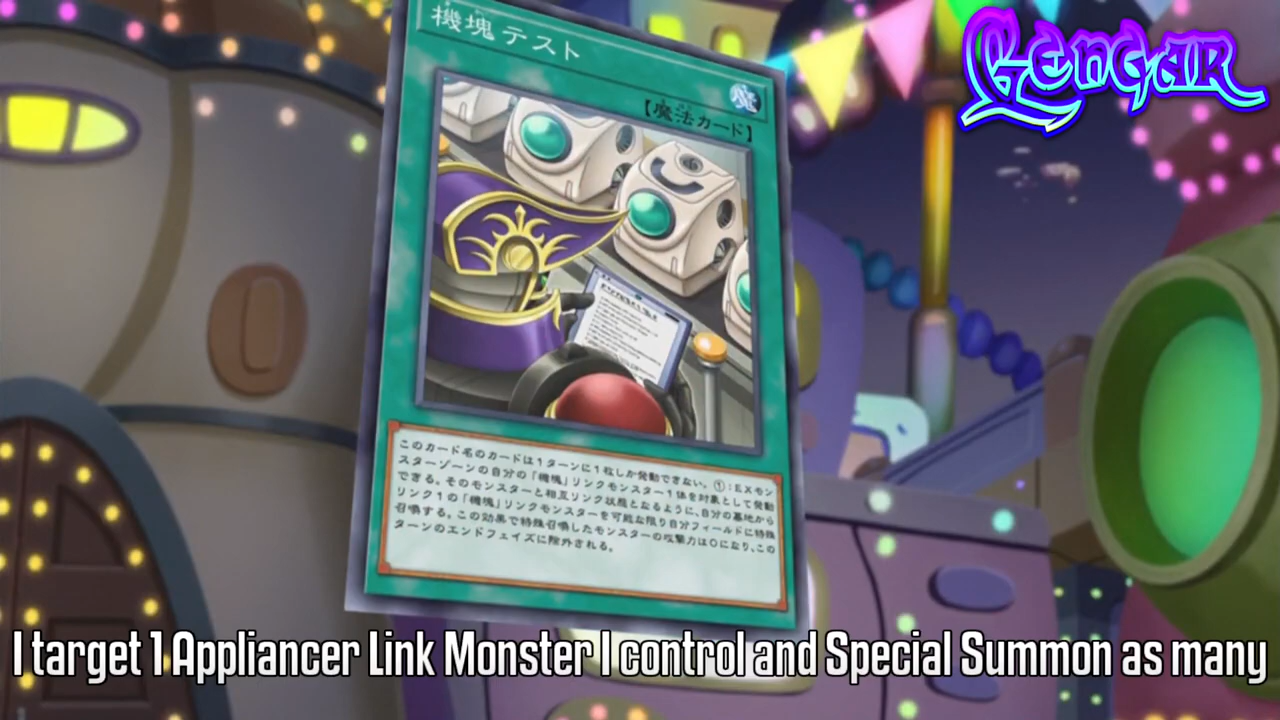 機塊テスト
【魔法カード】
魔
このカード名のカードは1ターンに1枚しか発動できない。①:EXモン
スターゾーンの自分の「機塊」リンクモンスター1体を対象として発動
できる。そのモンスターと相互リンク状態となるように、自分の墓地から
リンク1の「機塊」リンクモンスターを可能な限り自分フィールドに特殊
召喚する。この効果で特殊召喚したモンスターの攻撃力は0になり、この
ターンのエンドフェイズに除外される。
GENGAR
I target 1 Appliancer Link Monster I control and Special Summon as many